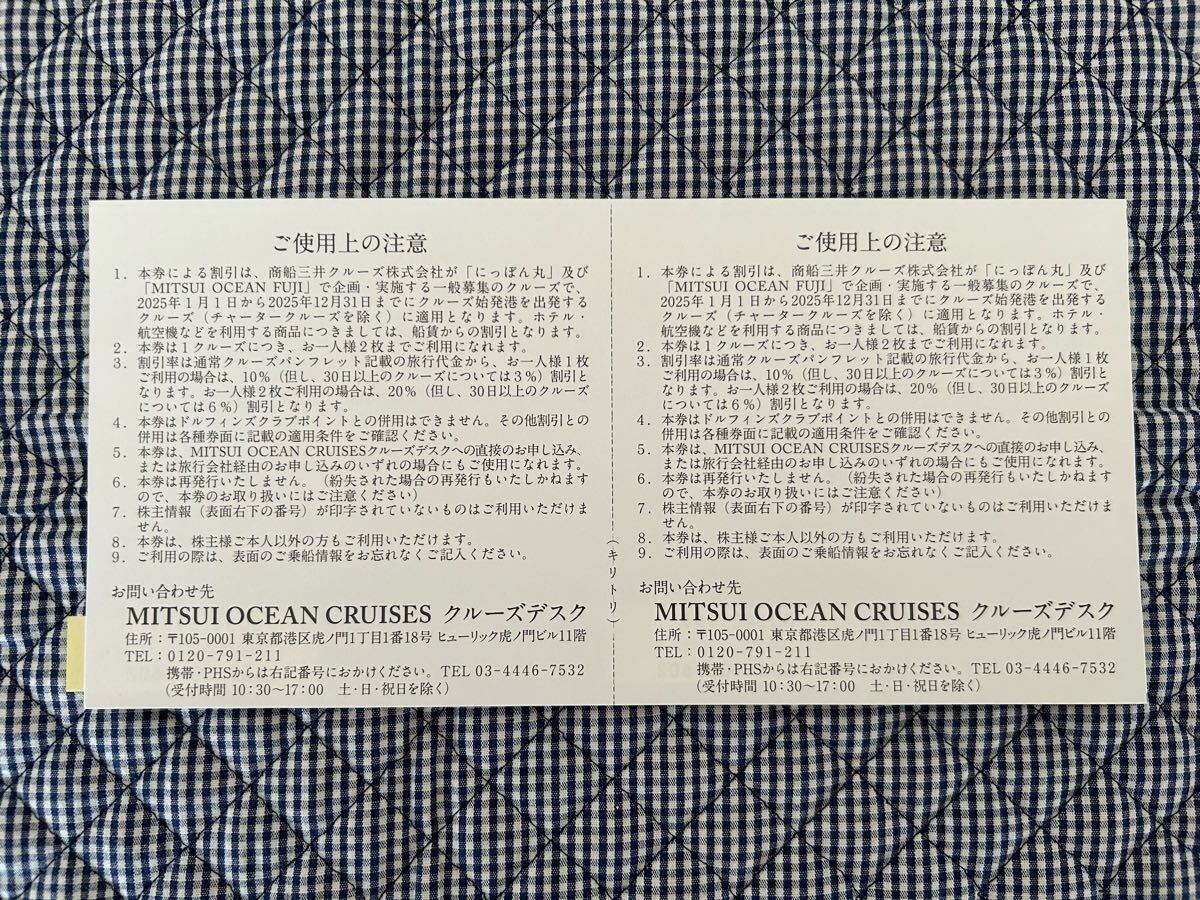 ご使用上の注意
1．本券による割引は、商船三井クルーズ株式会社が「にっぽん丸」及び
「MITSUI OCEAN FUJI」で企画・実施する一般募集のクルーズで、
2025年1月1日から2025年12月31日までにクルーズ始発港を出発する
クルーズ（チャータークルーズを除く）に適用となります。ホテル・
航空機などを利用する商品につきましては、船賃からの割引となります。
2．本券は1クルーズにつき、お一人様2枚までご利用になれます。
3．割引率は通常クルーズパンフレット記載の旅行代金から、お一人様1枚
ご利用の場合は、10%（但し、30日以上のクルーズについては3%）割引と
なります。お一人様2枚ご利用の場合は、20%（但し、30日以上のクルーズ
については6%）割引となります。
4．本券はドルフィンズクラブポイントとの併用はできません。その他割引との
併用は各種券面に記載の適用条件をご確認ください。
5．本券は、MITSUI OCEAN CRUISESクルーズデスクへの直接のお申し込み、
または旅行会社経由のお申し込みのいずれの場合にもご使用になれます。
6．本券は再発行いたしません。（紛失された場合の再発行もいたしかねます
ので、本券のお取り扱いにはご注意ください）
7．株主情報（表面右下の番号）が印字されていないものはご利用いただけま
せん。
8．本券は、株主様ご本人以外の方もご利用いただけます。
9．ご利用の際は、表面のご乗船情報をお忘れなくご記入ください。
お問い合わせ先
MITSUI OCEAN CRUISES クルーズデスク
住所：〒105-0001 東京都港区虎ノ門1丁目1番18号 ヒューリック虎ノ門ビル11階
TEL：0120-791-211
携帯・PHSからは右記番号におかけください。TEL 03-4446-7532
（受付時間 10:30〜17:00 土・日・祝日を除く）
（キリトリ）
ご使用上の注意
1．本券による割引は、商船三井クルーズ株式会社が「にっぽん丸」及び
「MITSUI OCEAN FUJI」で企画・実施する一般募集のクルーズで、
2025年1月1日から2025年12月31日までにクルーズ始発港を出発する
クルーズ（チャータークルーズを除く）に適用となります。ホテル・
航空機などを利用する商品につきましては、船賃からの割引となります。
2．本券は1クルーズにつき、お一人様2枚までご利用になれます。
3．割引率は通常クルーズパンフレット記載の旅行代金から、お一人様1枚
ご利用の場合は、10%（但し、30日以上のクルーズについては3%）割引と
なります。お一人様2枚ご利用の場合は、20%（但し、30日以上のクルーズ
については6%）割引となります。
4．本券はドルフィンズクラブポイントとの併用はできません。その他割引との
併用は各種券面に記載の適用条件をご確認ください。
5．本券は、MITSUI OCEAN CRUISESクルーズデスクへの直接のお申し込み、
または旅行会社経由のお申し込みのいずれの場合にもご使用になれます。
6．本券は再発行いたしません。（紛失された場合の再発行もいたしかねます
ので、本券のお取り扱いにはご注意ください）
7．株主情報（表面右下の番号）が印字されていないものはご利用いただけま
せん。
8．本券は、株主様ご本人以外の方もご利用いただけます。
9．ご利用の際は、表面のご乗船情報をお忘れなくご記入ください。
お問い合わせ先
MITSUI OCEAN CRUISES クルーズデスク
住所：〒105-0001 東京都港区虎ノ門1丁目1番18号 ヒューリック虎ノ門ビル11階
TEL：0120-791-211
携帯・PHSからは右記番号におかけください。TEL 03-4446-7532
（受付時間 10:30〜17:00 土・日・祝日を除く）